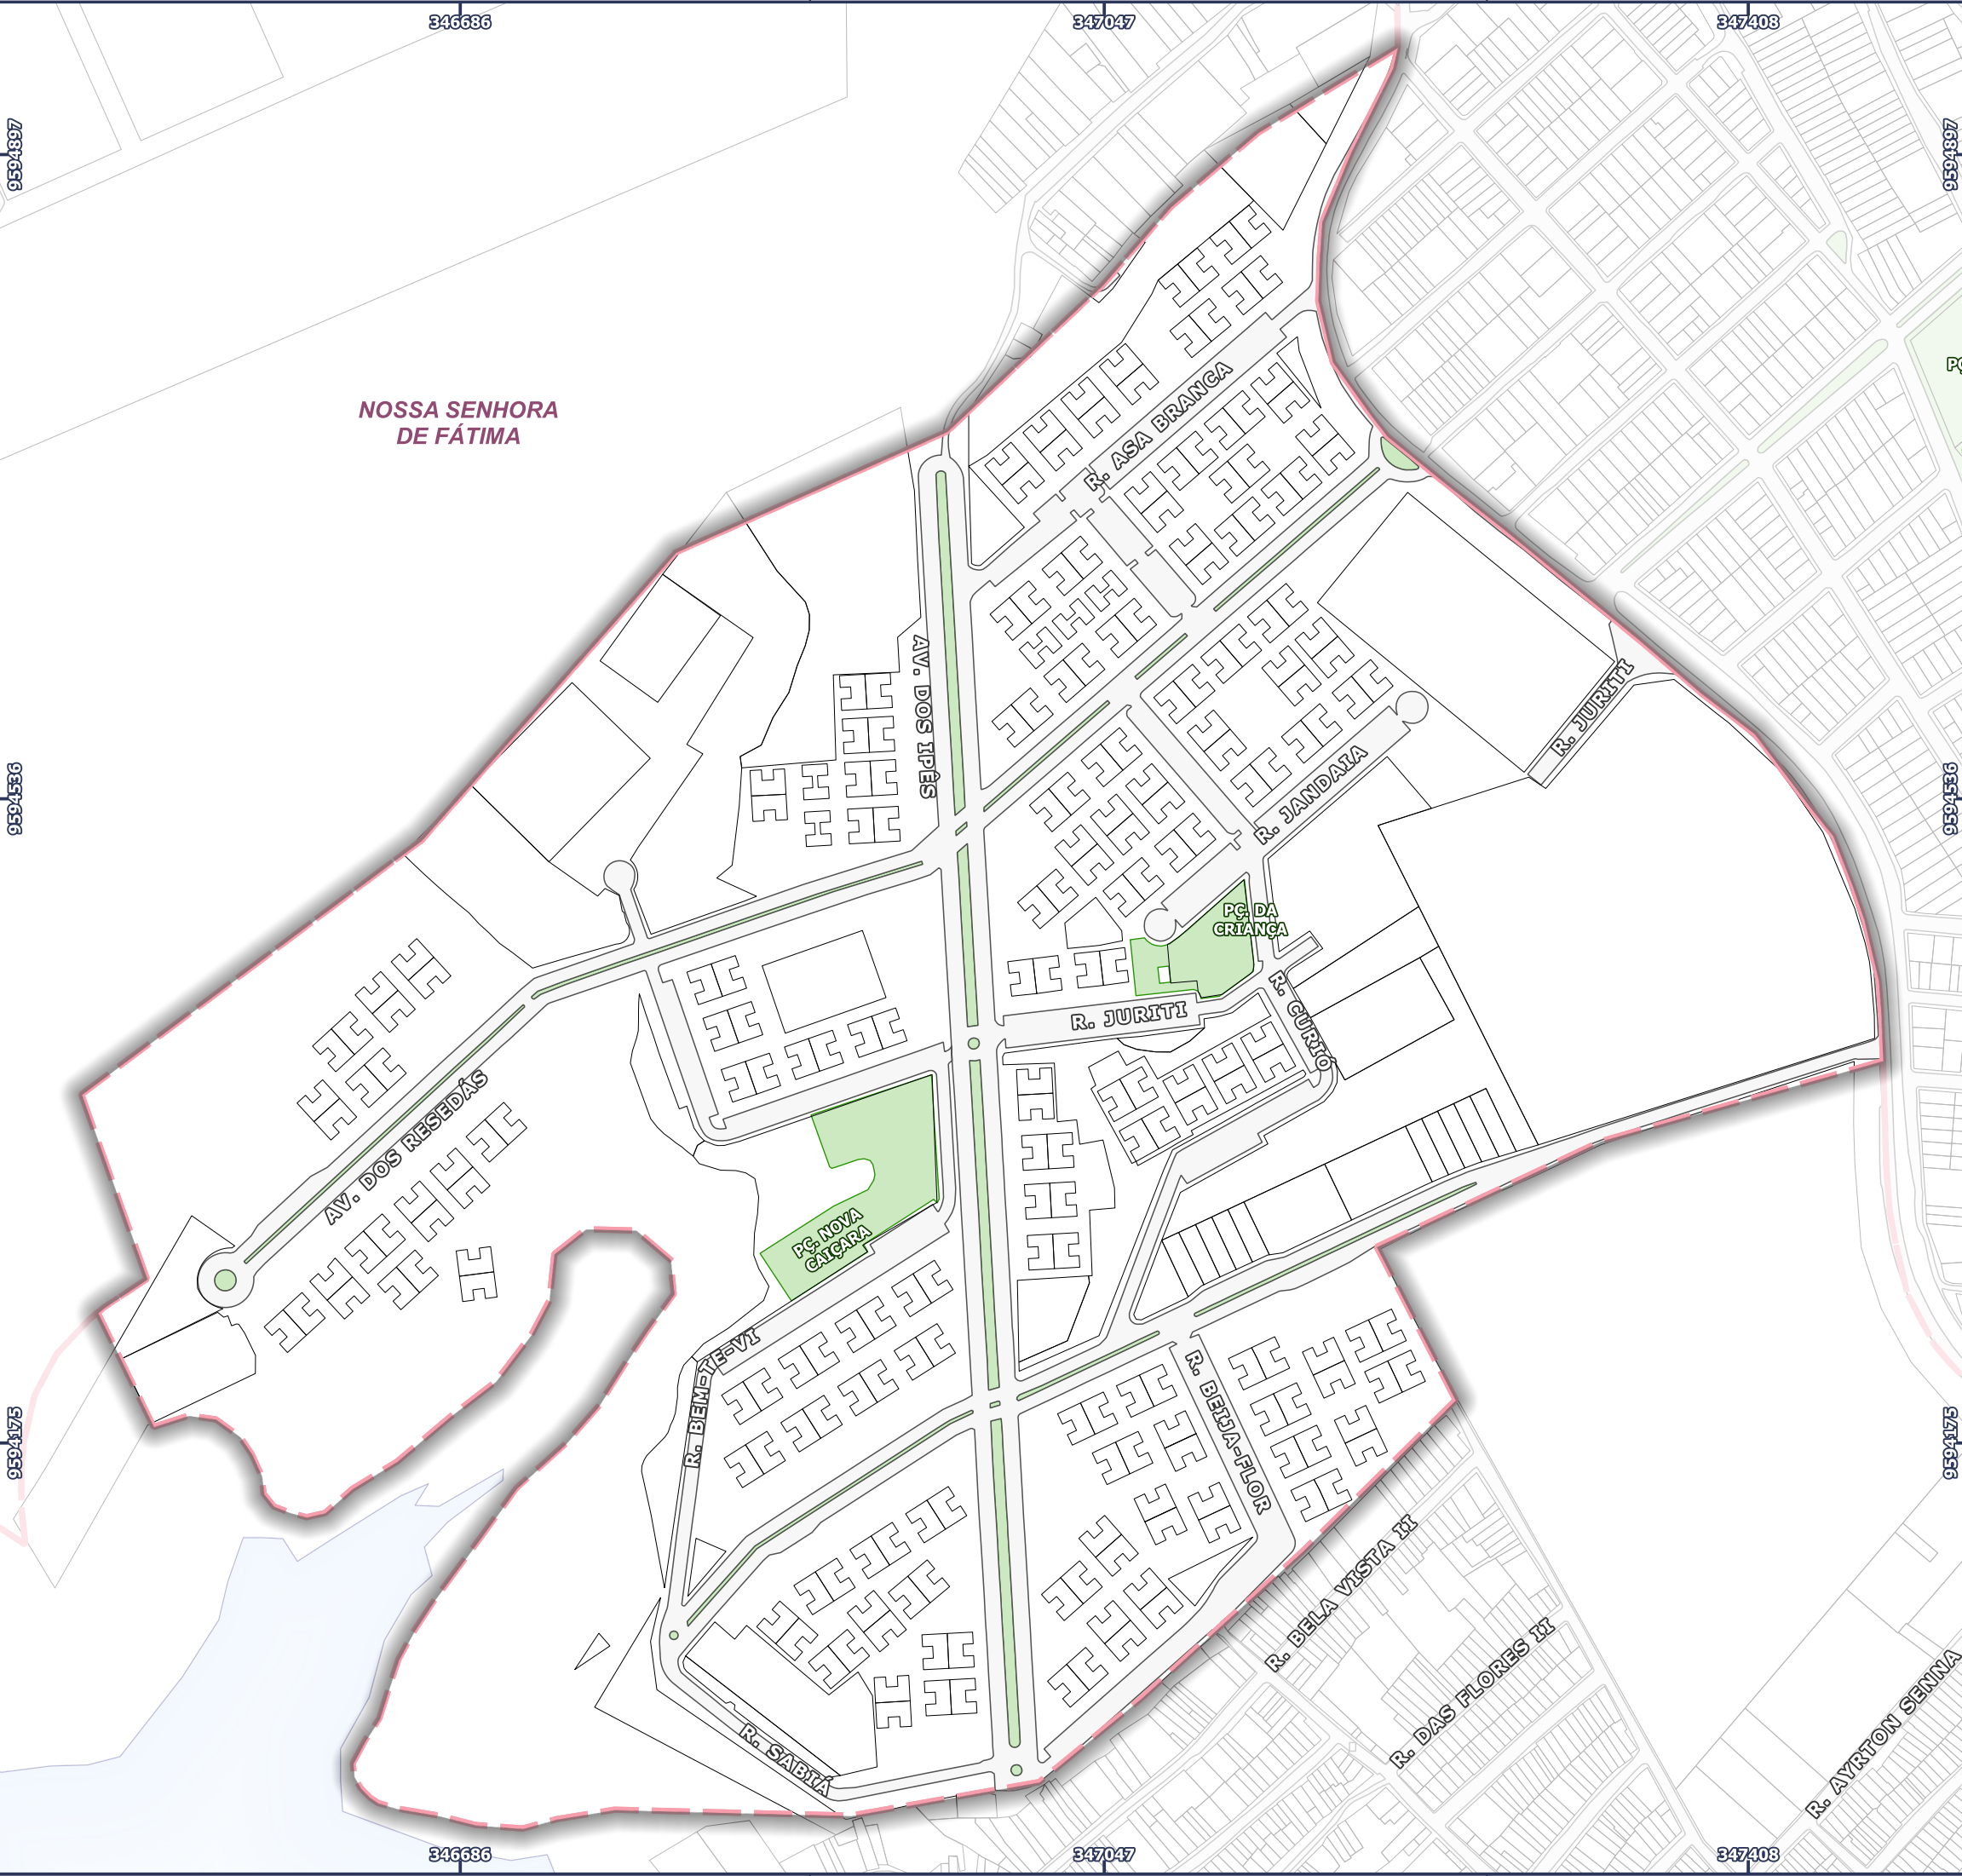 346686
347047
347408
9594897
9594897
PÇ
NOSSA SENHORA
DE FÁTIMA
R. ASA BRANCA
AV. DOS IPÊS
R. JURITI
R. JANDAIA
9594536
9594536
PÇ. DA
CRIANÇA
R. JURITI
R. CURIÓ
AV. DOS RESEDÁS
PÇ. NOVA
CAIÇARA
R. BEM-TE-VI
R. BEIJA-FLOR
9594175
9594175
R. BELA VISTA II
R. DAS FLORES II
R. AYRTON SENNA
R. SABIÁ
346686
347047
347408